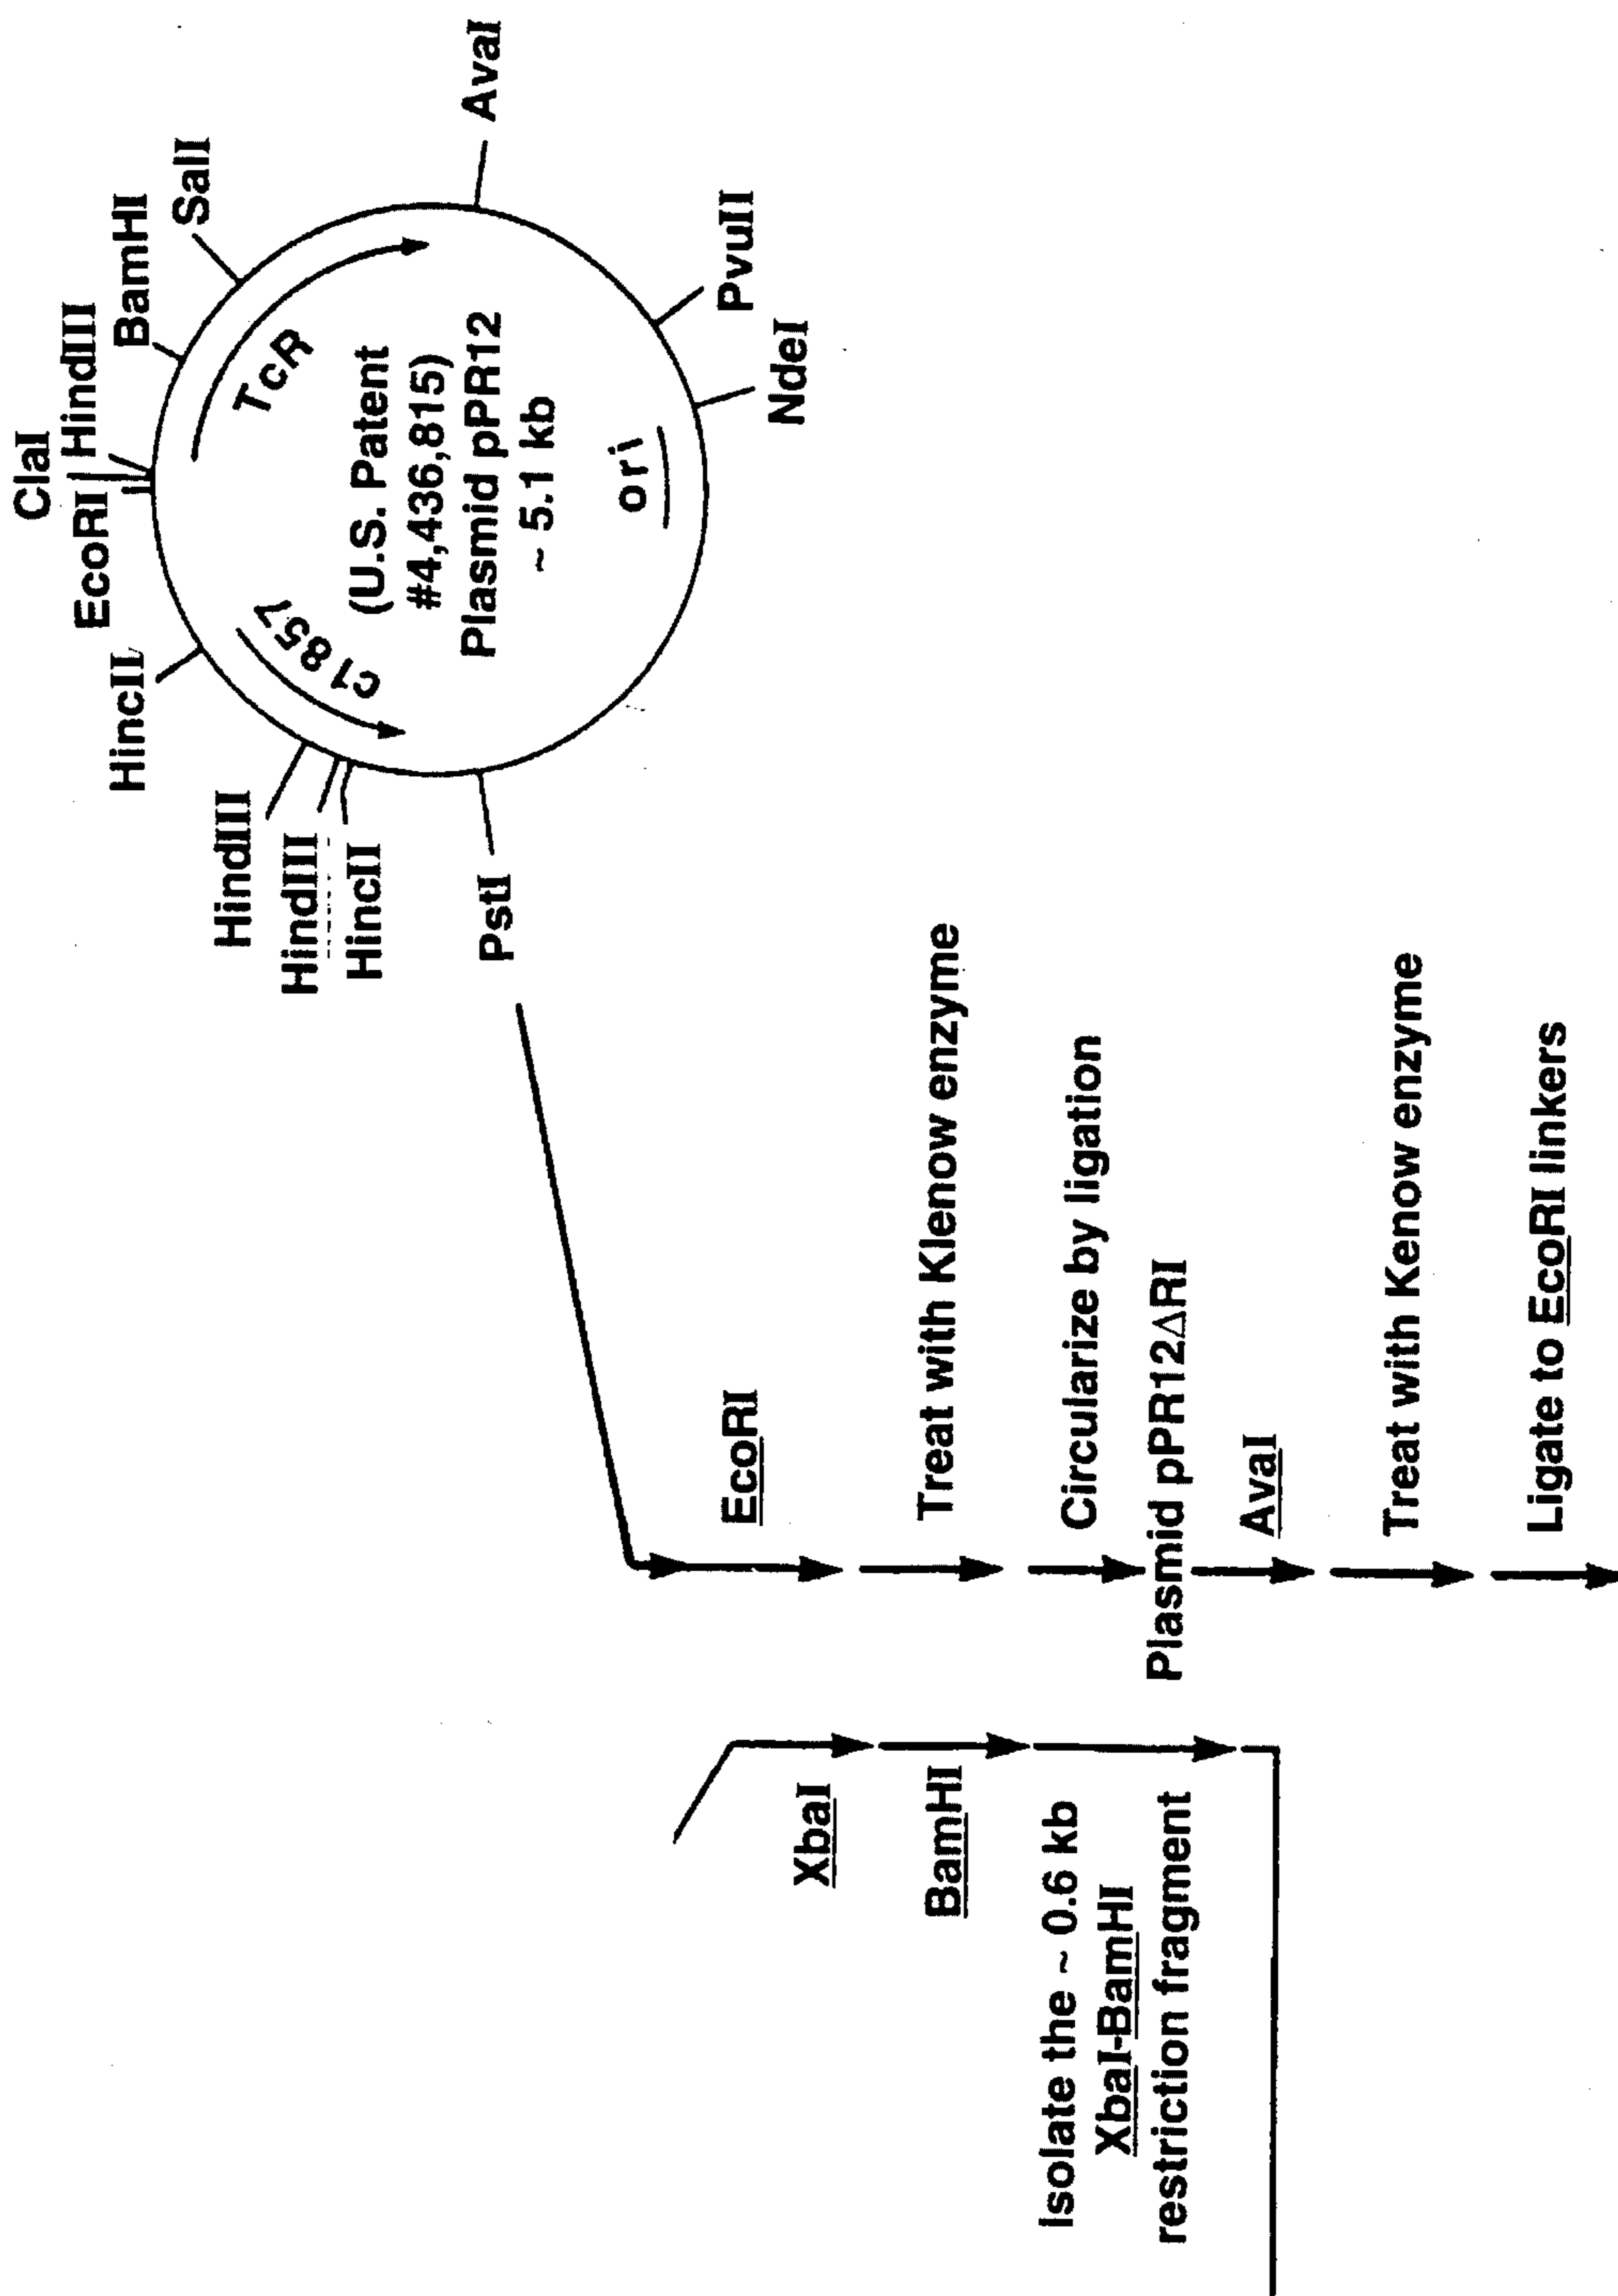 ClaI
EcoRI
HindIII
BamHI
SalI
AvaI
PvuII
NdeI
HincII
HindIII
HindIII
HincII
PstI
TcR
cI857
(U.S. Patent
#4,436,815)
Plasmid pPR12
~ 5.1 kb
ori
XbaI
BamHI
Isolate the ~ 0.6 kb
XbaI-BamHI
restriction fragment
EcoRI
Treat with Klenow enzyme
Circularize by ligation
Plasmid pPR12ΔRI
AvaI
Treat with Kenow enzyme
Ligate to EcoRI linkers